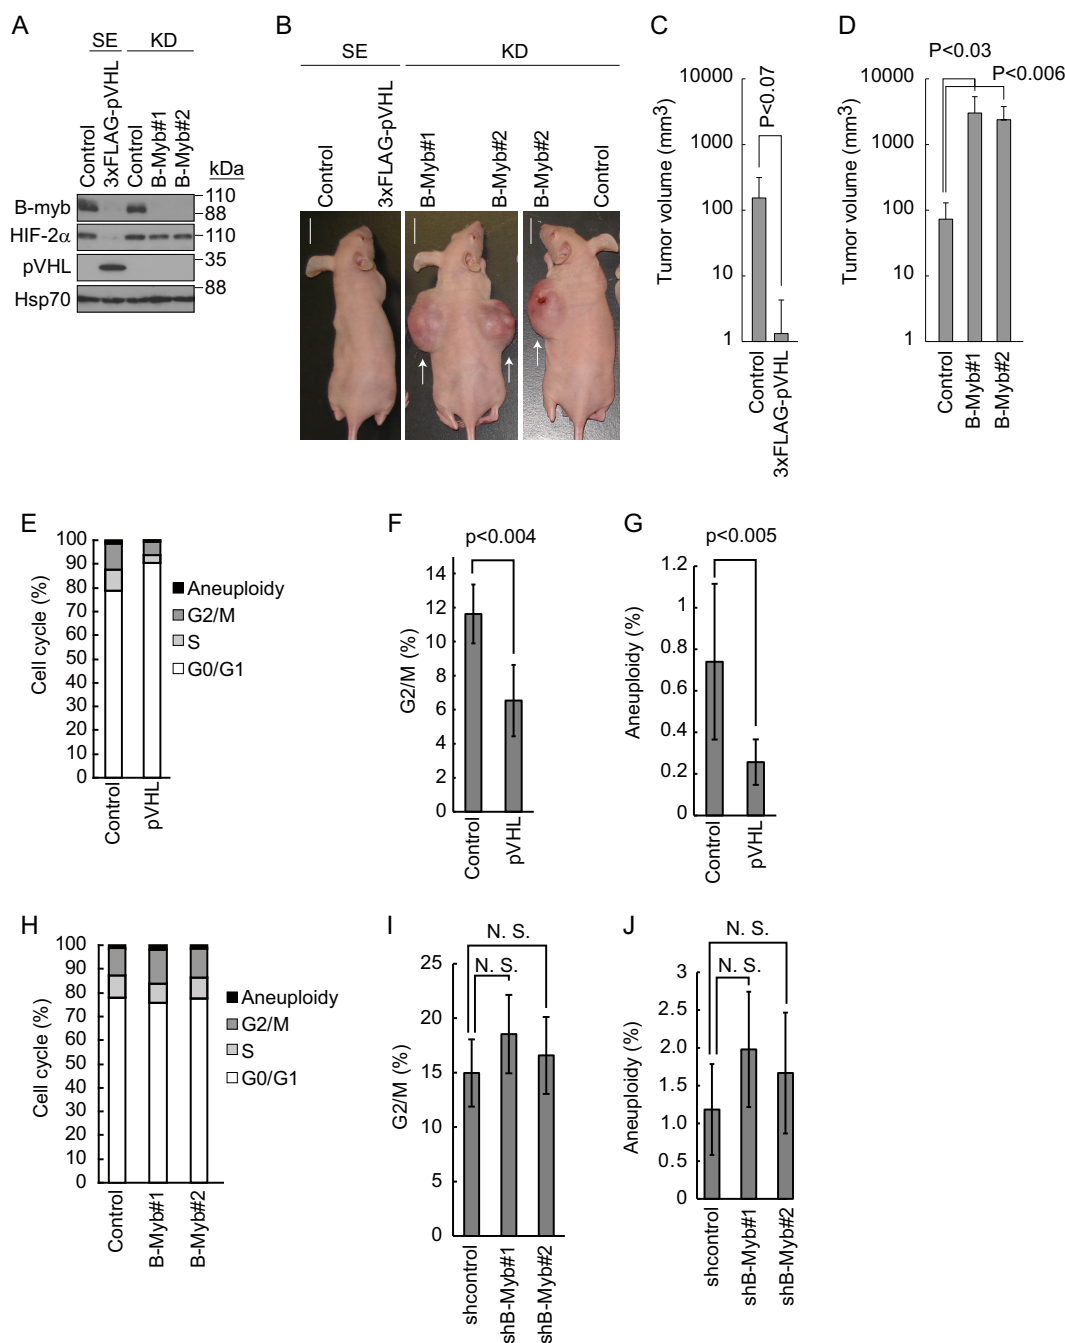 A
SE KD
Control
3xFLAG-pVHL
Control
B-Myb#1
B-Myb#2
kDa
B-myb
110
88
HIF-2α
110
pVHL
35
Hsp70
88
B
SE KD
Control
3xFLAG-pVHL
B-Myb#1
B-Myb#2
B-Myb#2
Control
C
P<0.07
Tumor volume (mm3)
10000
1000
100
10
1
Control
3xFLAG-pVHL
D
P<0.03
P<0.006
Tumor volume (mm3)
10000
1000
100
10
1
Control
B-Myb#1
B-Myb#2
E
Cell cycle (%)
100
90
80
70
60
50
40
30
20
10
0
Control
pVHL
Aneuploidy
G2/M
S
G0/G1
F
p<0.004
G2/M (%)
14
12
10
8
6
4
2
0
Control
pVHL
G
p<0.005
Aneuploidy (%)
1.2
1
0.8
0.6
0.4
0.2
0
Control
pVHL
H
Cell cycle (%)
100
90
80
70
60
50
40
30
20
10
0
Control
B-Myb#1
B-Myb#2
Aneuploidy
G2/M
S
G0/G1
I
N. S.
N. S.
G2/M (%)
25
20
15
10
5
0
shcontrol
shB-Myb#1
shB-Myb#2
J
N. S.
N. S.
Aneuploidy (%)
3
2.5
2.0
1.5
1.0
0.5
0
shcontrol
shB-Myb#1
shB-Myb#2